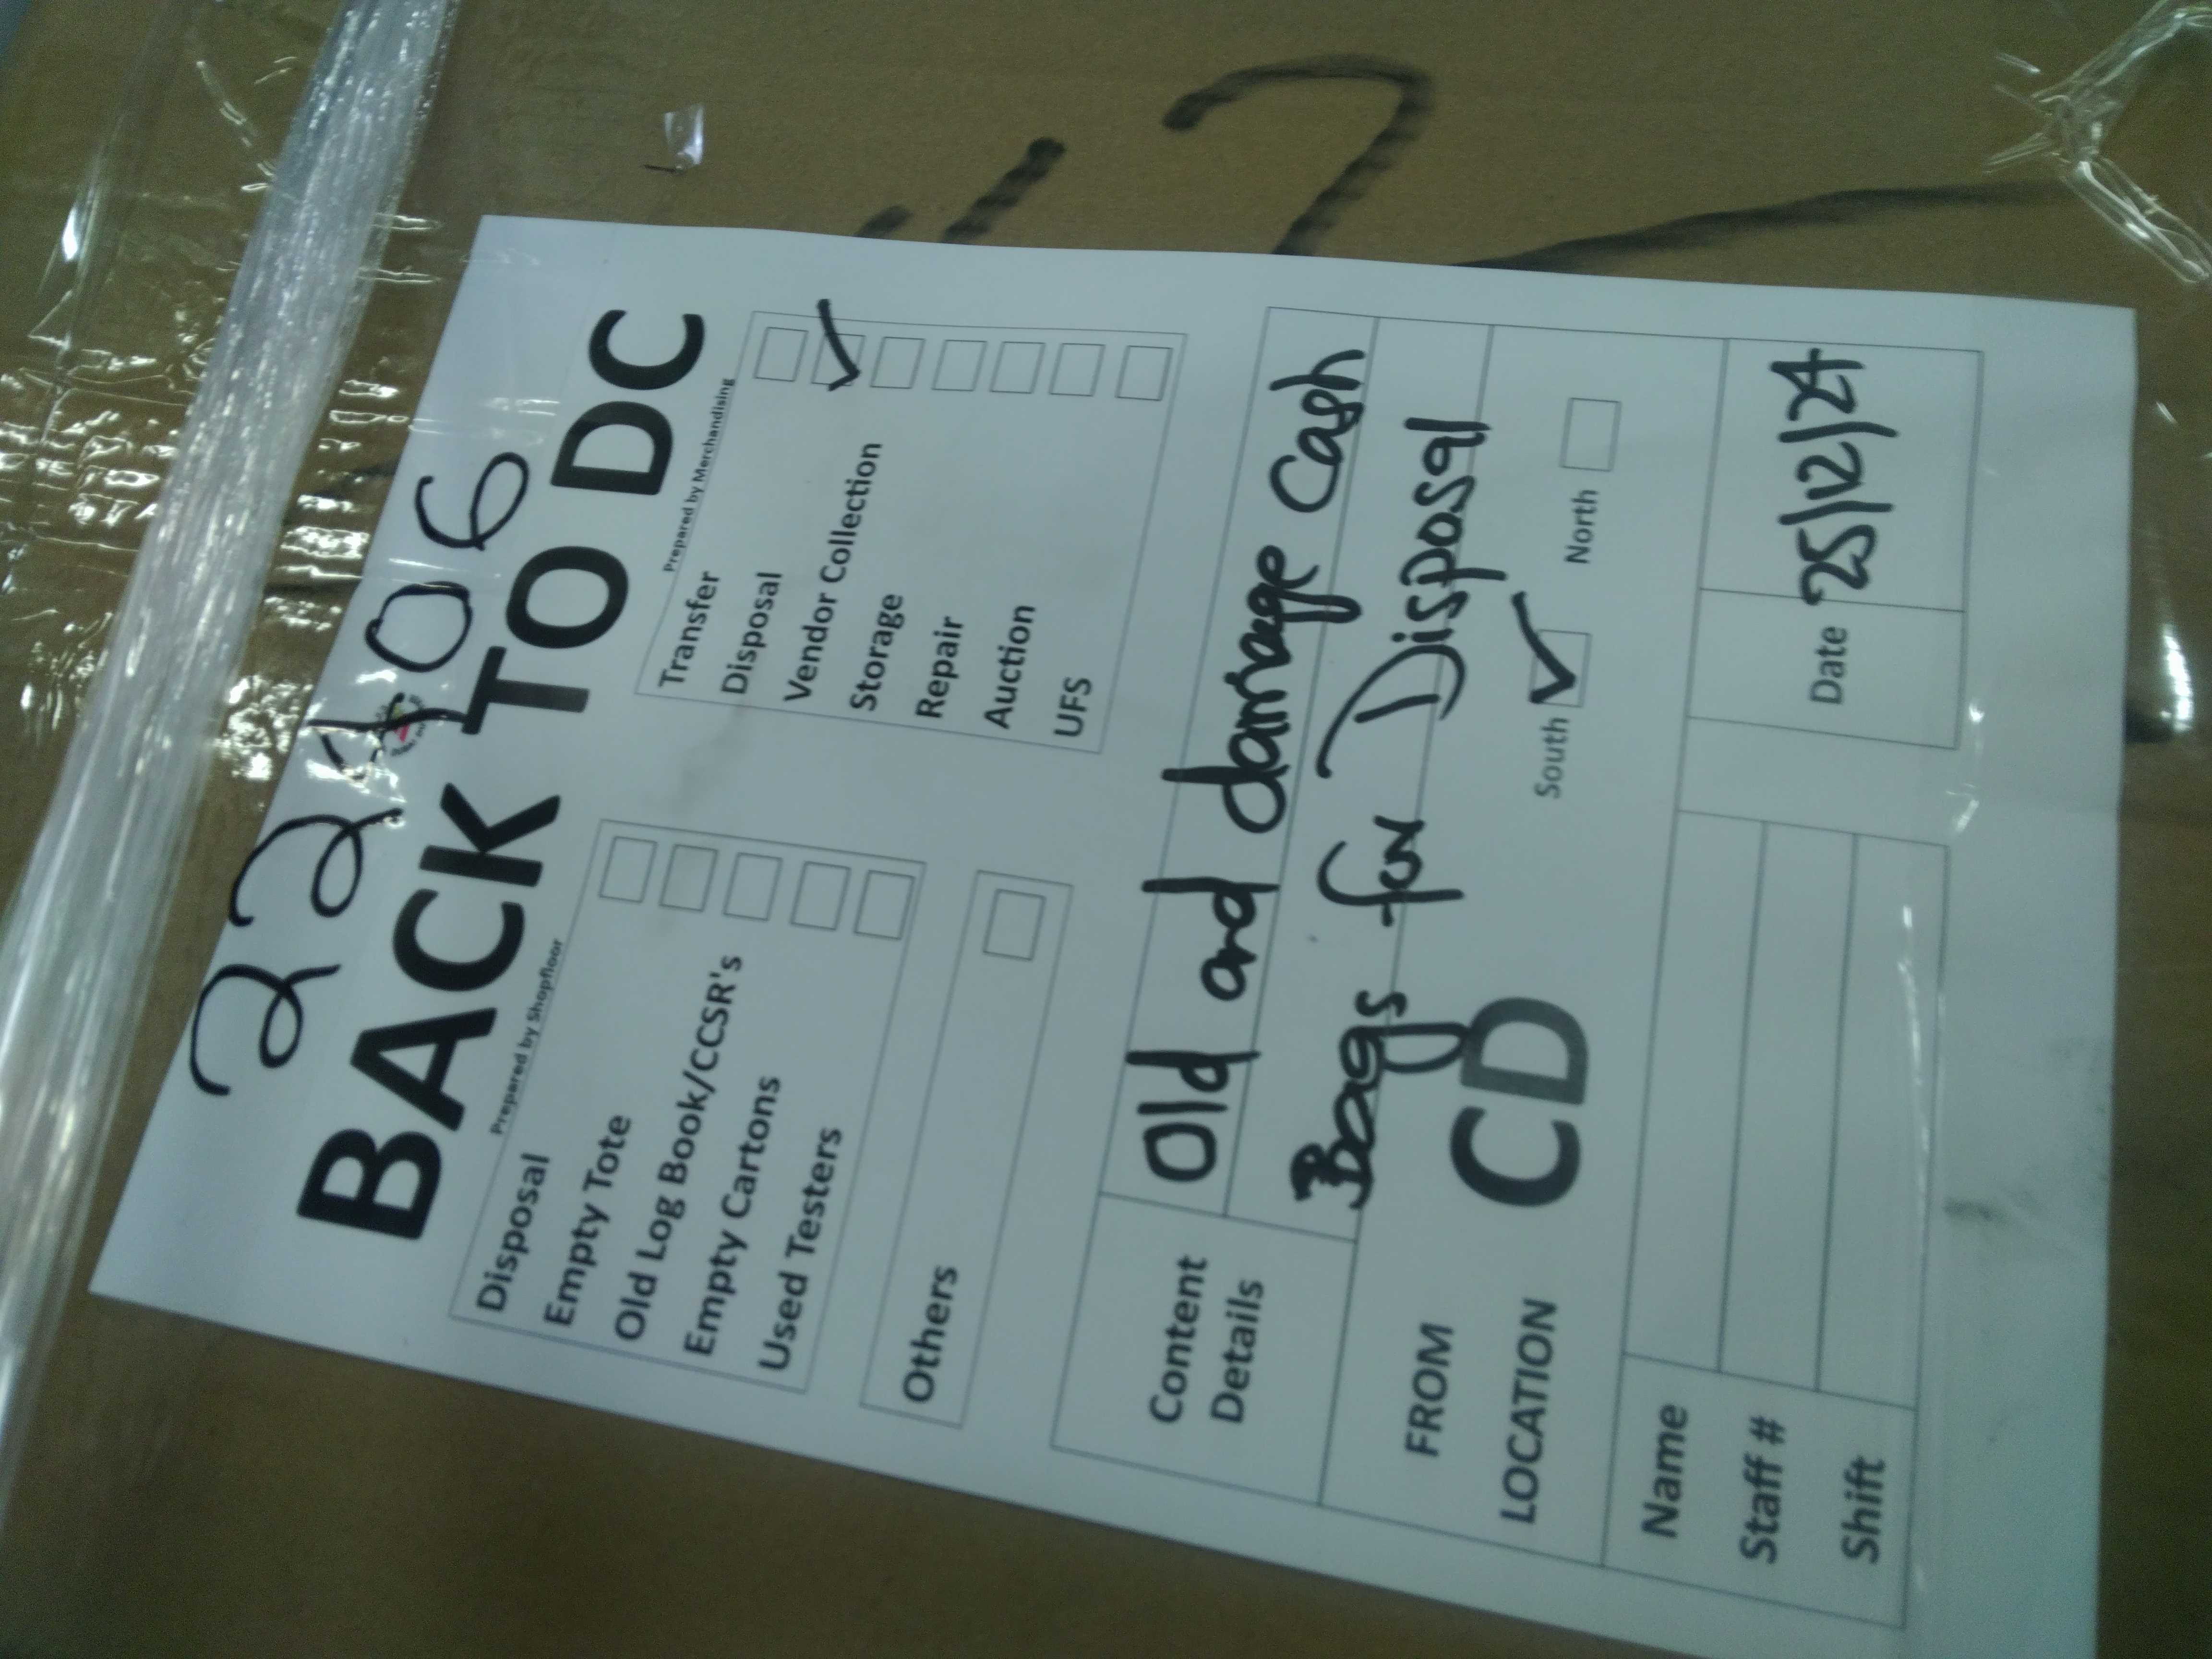 22406
BACK TO DC
Prepared by Shopfloor
Disposal
Empty Tote
Old Log Book/CCSR's
Empty Cartons
Used Testers
Others
Prepared by Merchandising
Transfer
Disposal
Vendor Collection
Storage
Repair
Auction
UFS
Content
Details
Old and damage Cash
Bags for Disposal
FROM
LOCATION
CD
South
North
Name
Staff #
Shift
Date
25/12/24